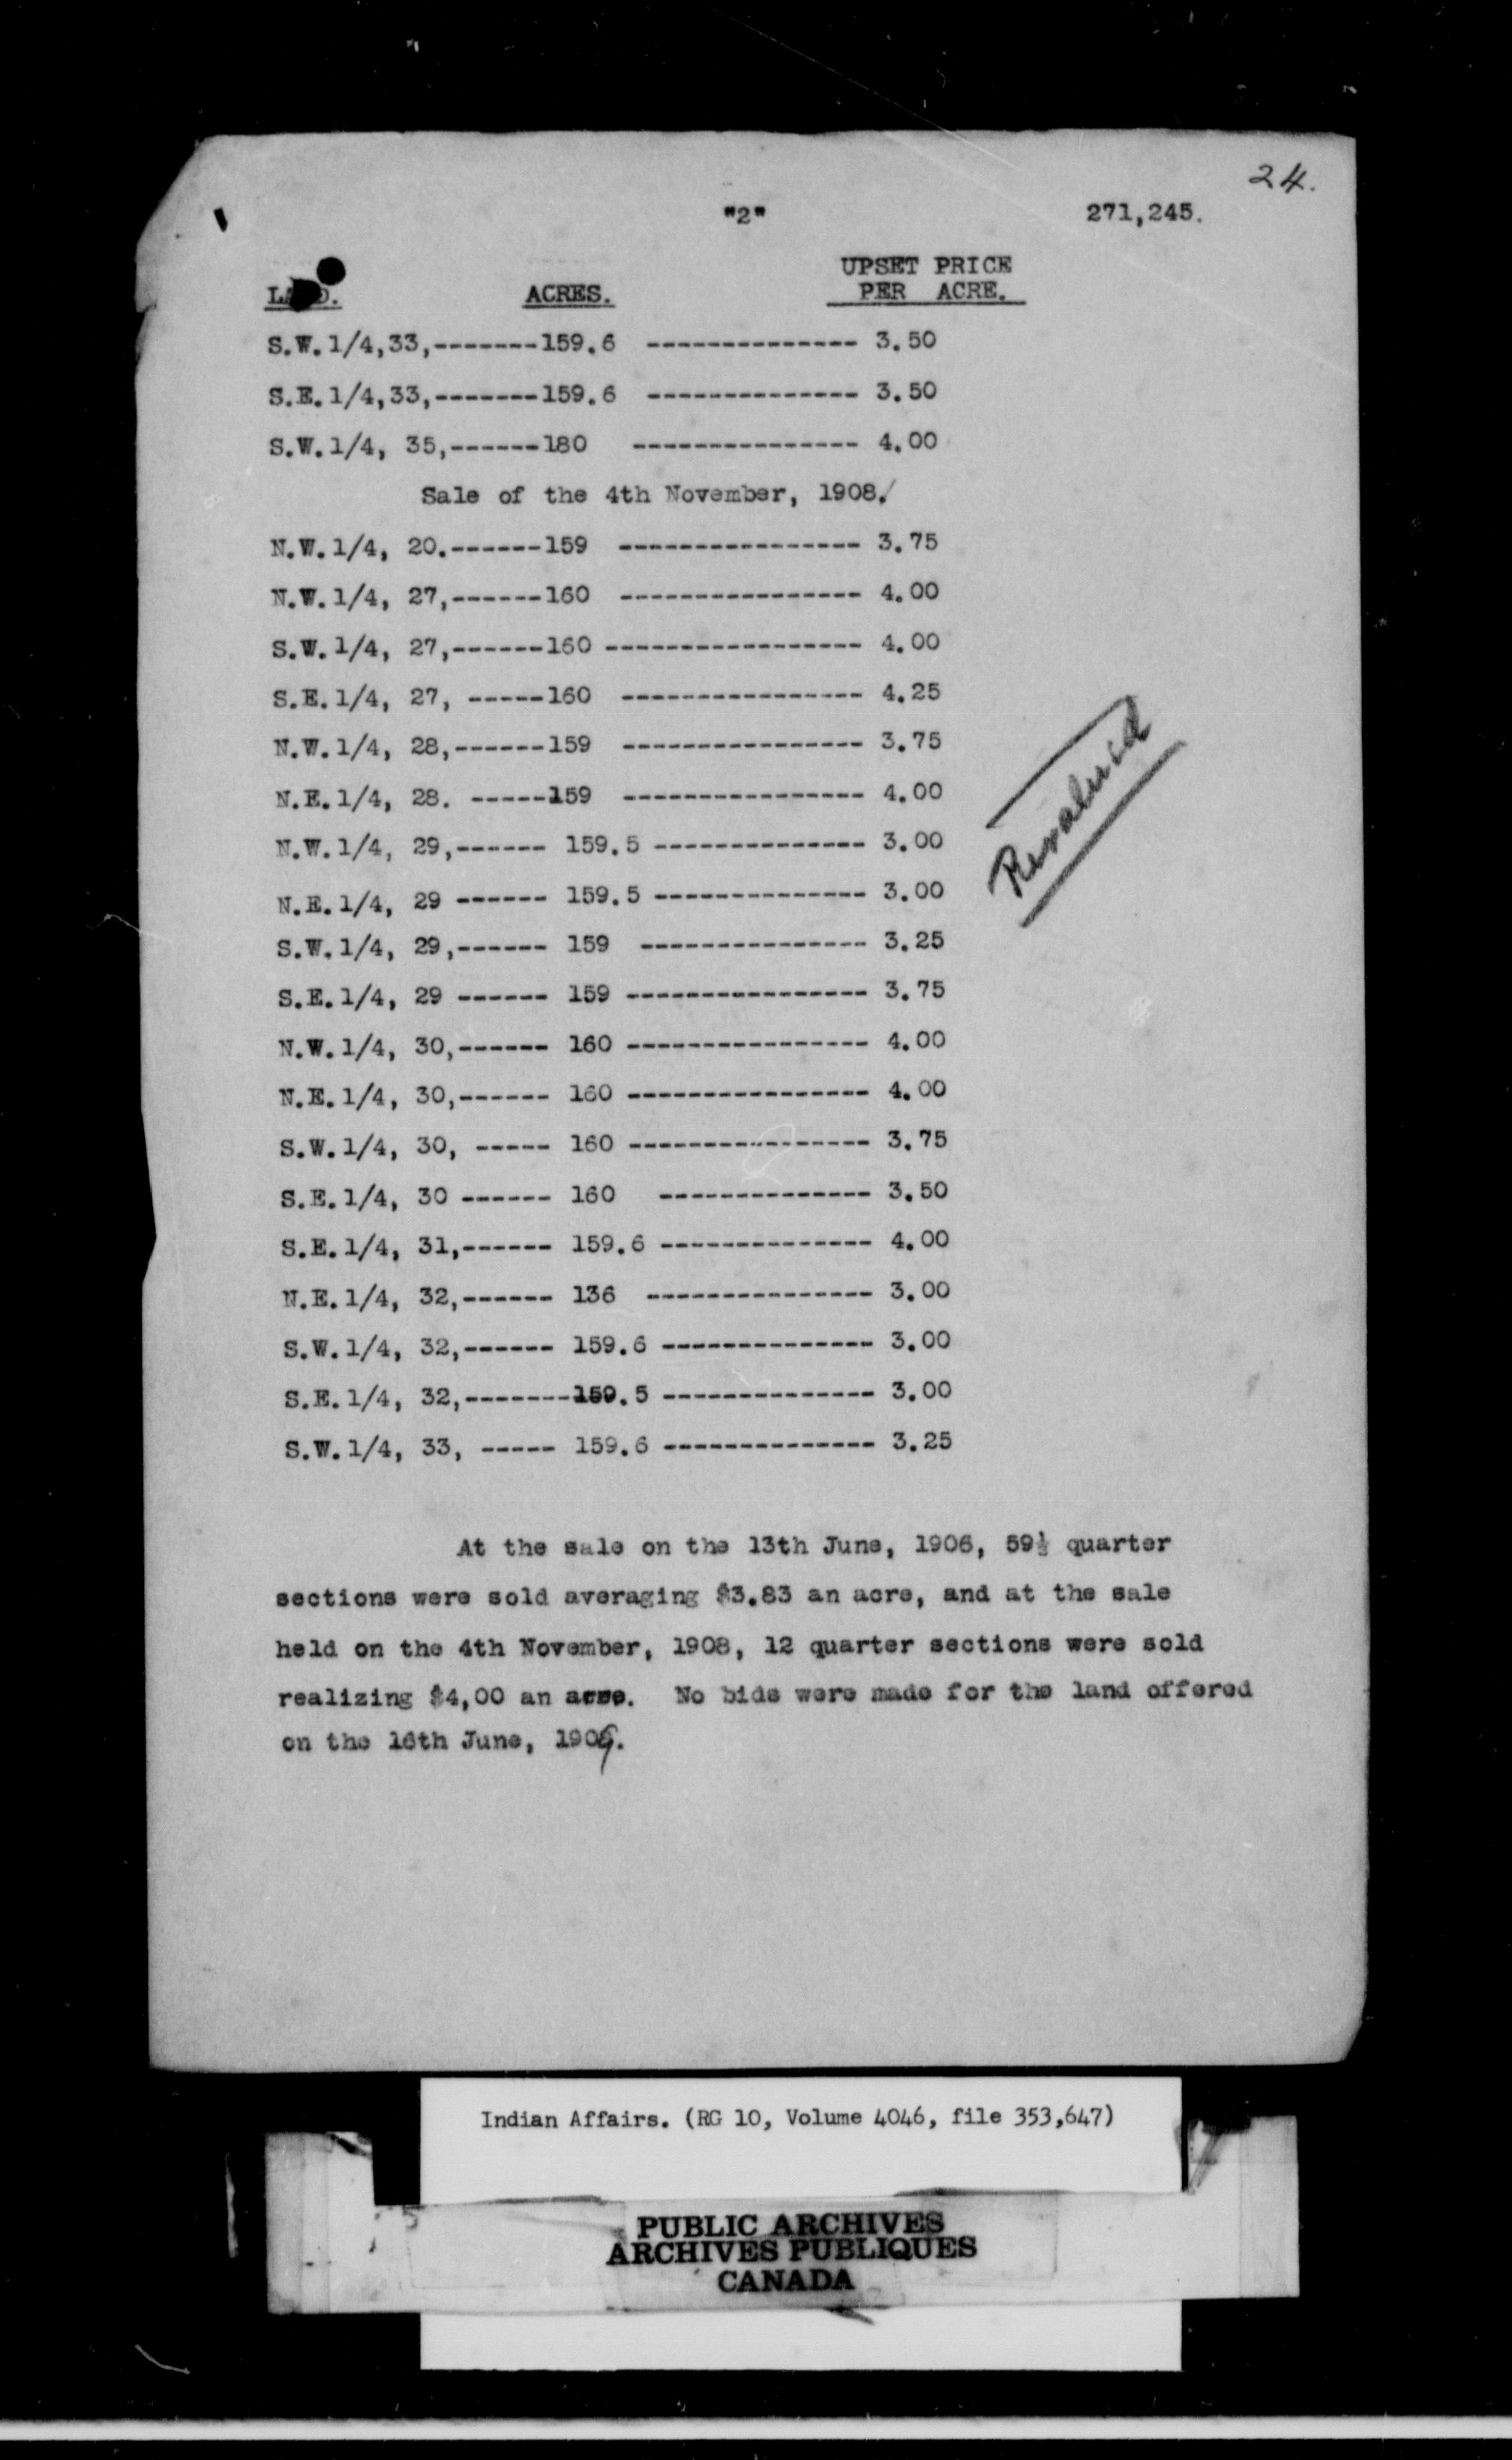 24.
"2" 271,245.
UPSET PRICE
LAND. ACRES. PER ACRE.
S.W.1/4,33,-------159.6 -------------- 3.50
S.E.1/4,33,-------159.6 -------------- 3.50
S.W.1/4, 35,------180 --------------- 4.00
Sale of the 4th November, 1908.
N.W.1/4, 20.------159 ---------------- 3.75
N.W.1/4, 27,------160 ---------------- 4.00
S.W.1/4, 27,------160 ----------------- 4.00
S.E.1/4, 27, -----160 ---------------- 4.25
N.W.1/4, 28,------159 ---------------- 3.75
N.E.1/4, 28. -----159 ---------------- 4.00
N.W.1/4, 29,------ 159.5 -------------- 3.00
N.E.1/4, 29 ------ 159.5 -------------- 3.00
S.W.1/4, 29,------ 159 --------------- 3.25
S.E.1/4, 29 ------ 159 ---------------- 3.75
N.W.1/4, 30,------ 160 ---------------- 4.00
N.E.1/4, 30,------ 160 ---------------- 4.00
S.W.1/4, 30, ----- 160 ---------------- 3.75
S.E.1/4, 30 ------ 160 -------------- 3.50
S.E.1/4, 31,------ 159.6 -------------- 4.00
N.E.1/4, 32,------ 136 --------------- 3.00
S.W.1/4, 32,------ 159.6 -------------- 3.00
S.E.1/4, 32,-------159.5 -------------- 3.00
S.W.1/4, 33, ----- 159.6 -------------- 3.25
Revalued
At the sale on the 13th June, 1906, 59½ quarter
sections were sold averaging $3.83 an acre, and at the sale
held on the 4th November, 1908, 12 quarter sections were sold
realizing $4,00 an acre. No bids were made for the land offered
on the 16th June, 1909.
Indian Affairs. (RG 10, Volume 4046, file 353,647)
PUBLIC ARCHIVES
ARCHIVES PUBLIQUES
CANADA